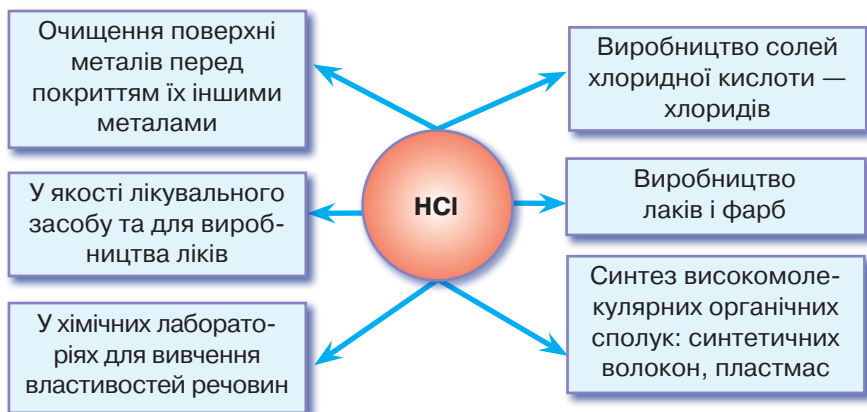 Очищення поверхні
металів перед
покриттям їх іншими
металами
У якості лікувального
засобу та для вироб-
ництва ліків
У хімічних лаборато-
ріях для вивчення
властивостей речовин
HCl
Виробництво солей
хлоридної кислоти —
хлоридів
Виробництво
лаків і фарб
Синтез високомоле-
кулярних органічних
сполук: синтетичних
волокон, пластмас